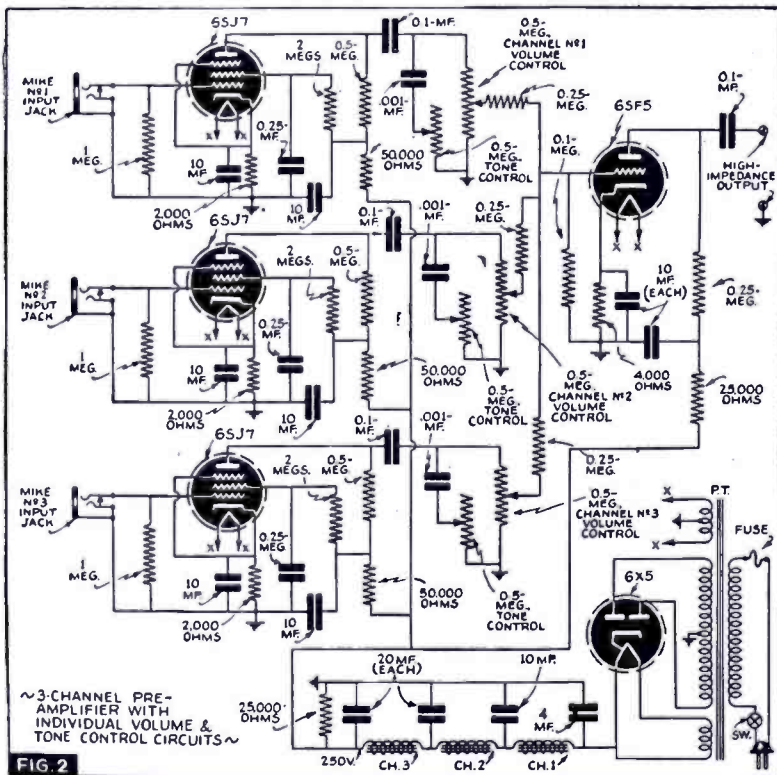 6SJ7
MIKE
Nº1
INPUT
JACK
1
MEG.
10
MF.
2,000
OHMS
0.25-
MEG.
10
MF.
2
MEGS.
0.5-
MEG.
50,000
OHMS
0.1-MF.
.001-
MF.
0.5-
MEG.,
CHANNEL Nº1
VOLUME
CONTROL
0.25-
MEG.
0.5-
MEG.,
TONE
CONTROL
0.1-
MEG.
6SF5
0.1-
MF.
HIGH-
IMPEDANCE
OUTPUT
X X
6SJ7
MIKE
Nº2
INPUT
JACK
1
MEG.
10
MF.
2,000
OHMS
0.25-
MF.
10
MF.
2
MEGS.
0.5-
MEG.
50,000
OHMS
0.1-
MF.
.001-
MF.
0.25-
MEG.
0.5-
MEG.,
TONE
CONTROL
0.5-
MEG.
CHANNEL Nº2
VOLUME
CONTROL
X X
10
MF.
(EACH)
4,000
OHMS
0.25-
MEG.
25,000
OHMS
X X
6SJ7
MIKE
Nº3
INPUT
JACK
1
MEG.
10
MF.
2,000
OHMS
0.25-
MEG.
10
MF.
2
MEGS.
0.5-
MEG.
50,000
OHMS
0.1-
MF.
.001-
MF.
0.25-
MEG.
0.5-
MEG.,
TONE
CONTROL
0.5-
MEG.,
CHANNEL Nº3
VOLUME
CONTROL
X X
P.T.
X
X
FUSE
6X5
SW.
~3-CHANNEL PRE-
AMPLIFIER WITH
INDIVIDUAL VOLUME &
TONE CONTROL CIRCUITS~
25,000
OHMS
20 MF.
(EACH)
10 MF.
4
MF.
250V.
CH.3
CH.2
CH.1
FIG.2